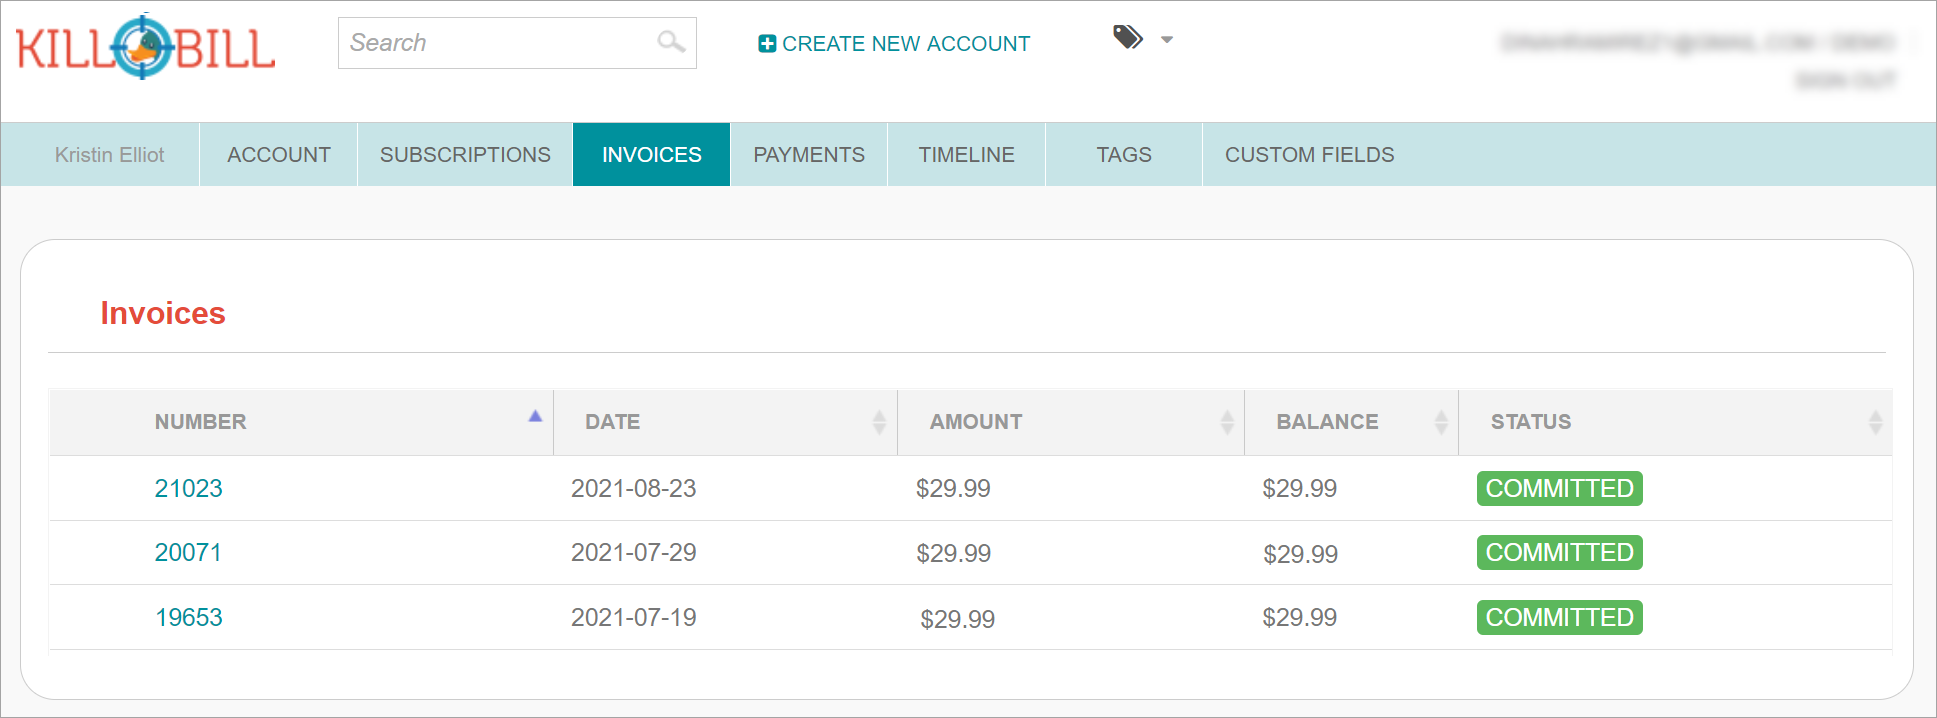 KILL BILL
Search
CREATE NEW ACCOUNT
Kristin Elliot ACCOUNT SUBSCRIPTIONS INVOICES PAYMENTS TIMELINE TAGS CUSTOM FIELDS
Invoices
NUMBER DATE AMOUNT BALANCE STATUS
21023 2021-08-23 $29.99 $29.99 COMMITTED
20071 2021-07-29 $29.99 $29.99 COMMITTED
19653 2021-07-19 $29.99 $29.99 COMMITTED